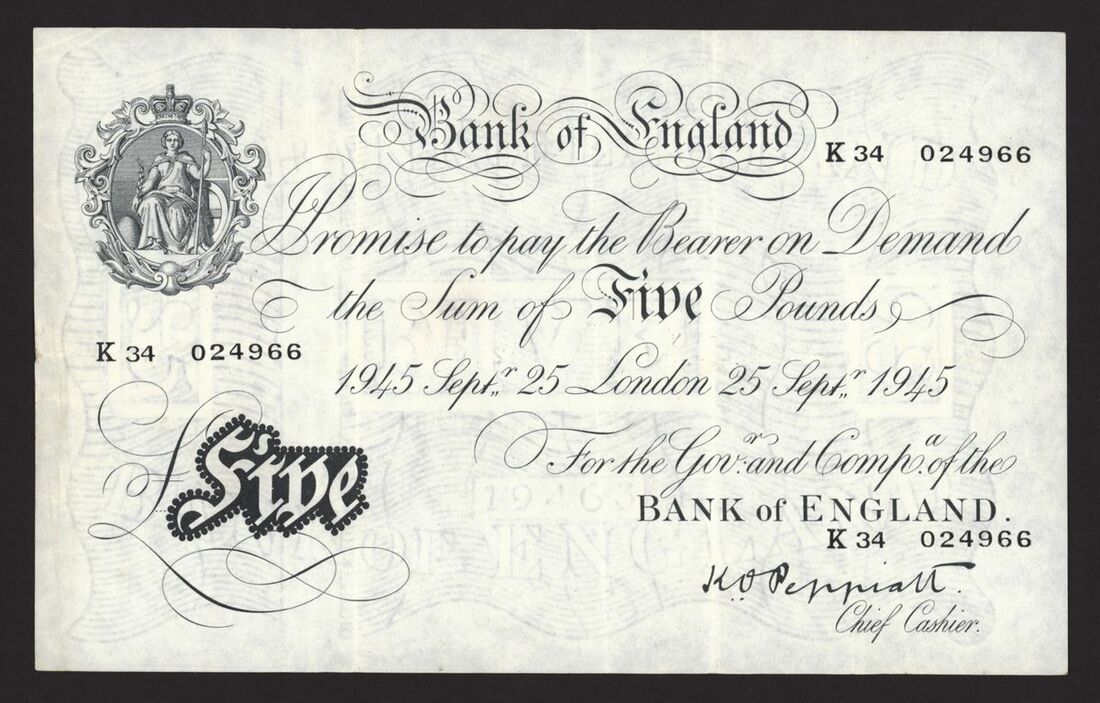 Bank of England
K 34 024966
I Promise to pay the Bearer on Demand
the Sum of Five Pounds
K 34 024966
1945 Septr 25 London 25 Septr 1945
£Five
For the Govr. and Compa. of the
BANK of ENGLAND.
K 34 024966
K.O. Peppiatt.
Chief Cashier.